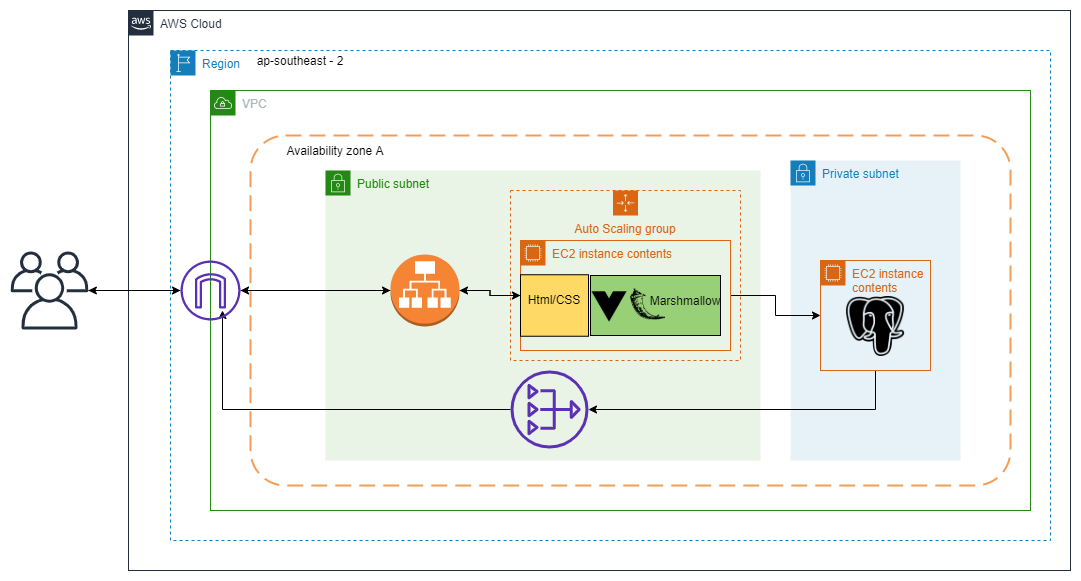 aws
AWS Cloud
Region
ap-southeast - 2
VPC
Availability zone A
Public subnet
Private subnet
Auto Scaling group
EC2 instance contents
Html/CSS
Marshmallow
EC2 instance
contents